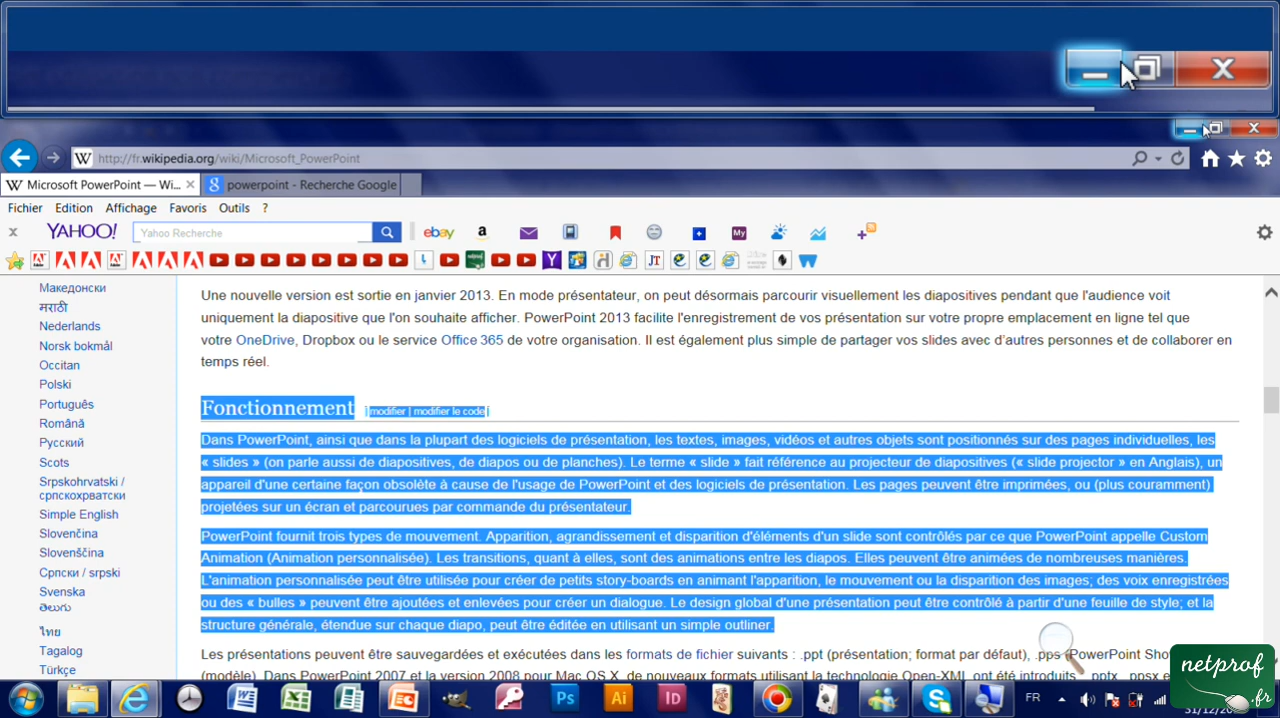 http://fr.wikipedia.org/wiki/Microsoft_PowerPoint
Microsoft PowerPoint — Wi...
powerpoint - Recherche Google
Fichier Edition Affichage Favoris Outils ?
x YAHOO! Yahoo Recherche ebay a My
Македонски
मराठी
Nederlands
Norsk bokmål
Occitan
Polski
Português
Română
Русский
Scots
Srpskohrvatski /
српскохрватски
Simple English
Slovenčina
Slovenščina
Српски / srpski
Svenska
తెలుగు
ไทย
Tagalog
Türkçe
Une nouvelle version est sortie en janvier 2013. En mode présentateur, on peut désormais parcourir visuellement les diapositives pendant que l'audience voit
uniquement la diapositive que l'on souhaite afficher. PowerPoint 2013 facilite l'enregistrement de vos présentation sur votre propre emplacement en ligne tel que
votre OneDrive, Dropbox ou le service Office 365 de votre organisation. Il est également plus simple de partager vos slides avec d'autres personnes et de collaborer en
temps réel.
Fonctionnement [modifier | modifier le code]
Dans PowerPoint, ainsi que dans la plupart des logiciels de présentation, les textes, images, vidéos et autres objets sont positionnés sur des pages individuelles, les
« slides » (on parle aussi de diapositives, de diapos ou de planches). Le terme « slide » fait référence au projecteur de diapositives (« slide projector » en Anglais), un
appareil d'une certaine façon obsolète à cause de l'usage de PowerPoint et des logiciels de présentation. Les pages peuvent être imprimées, ou (plus couramment)
projetées sur un écran et parcourues par commande du présentateur.
PowerPoint fournit trois types de mouvement. Apparition, agrandissement et disparition d'éléments d'un slide sont contrôlés par ce que PowerPoint appelle Custom
Animation (Animation personnalisée). Les transitions, quant à elles, sont des animations entre les diapos. Elles peuvent être animées de nombreuses manières.
L'animation personnalisée peut être utilisée pour créer de petits story-boards en animant l'apparition, le mouvement ou la disparition des images; des voix enregistrées
ou des « bulles » peuvent être ajoutées et enlevées pour créer un dialogue. Le design global d'une présentation peut être contrôlé à partir d'une feuille de style; et la
structure générale, étendue sur chaque diapo, peut être éditée en utilisant un simple outliner.
Les présentations peuvent être sauvegardées et exécutées dans les formats de fichier suivants : .ppt (présentation; format par défaut), .pps (PowerPoint Sho
(modèle). Dans PowerPoint 2007 et la version 2008 pour Mac OS X, de nouveaux formats utilisant la technologie Open-XML ont été introduits .pptx .ppsx e
Ps Ai ID FR
31/12/20
netprof
.fr